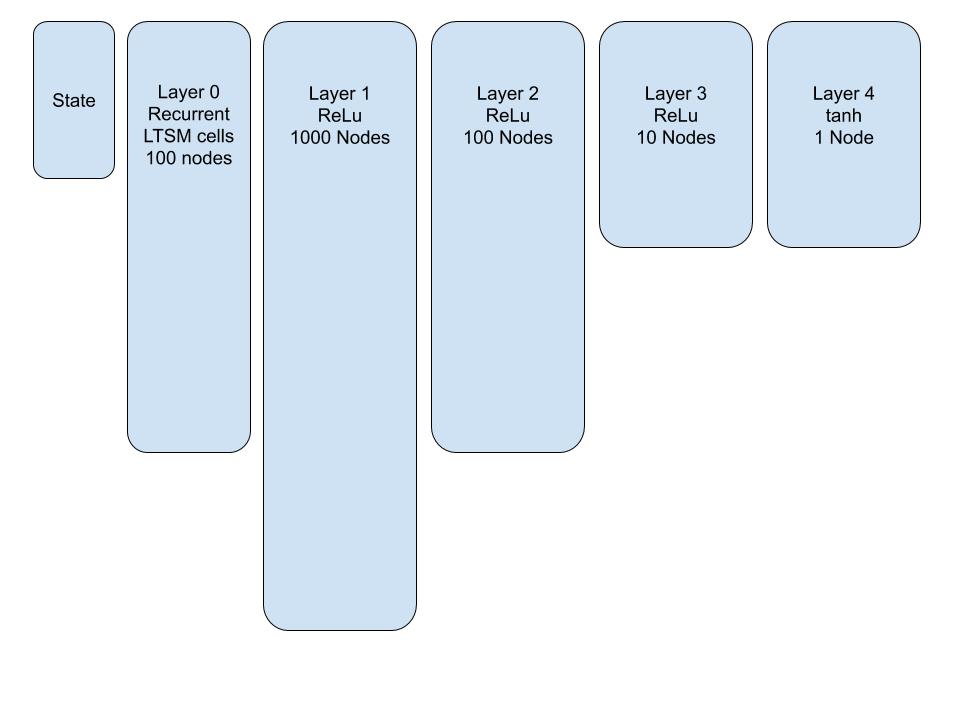 State
Layer 0
Recurrent
LTSM cells
100 nodes
Layer 1
ReLu
1000 Nodes
Layer 2
ReLu
100 Nodes
Layer 3
ReLu
10 Nodes
Layer 4
tanh
1 Node